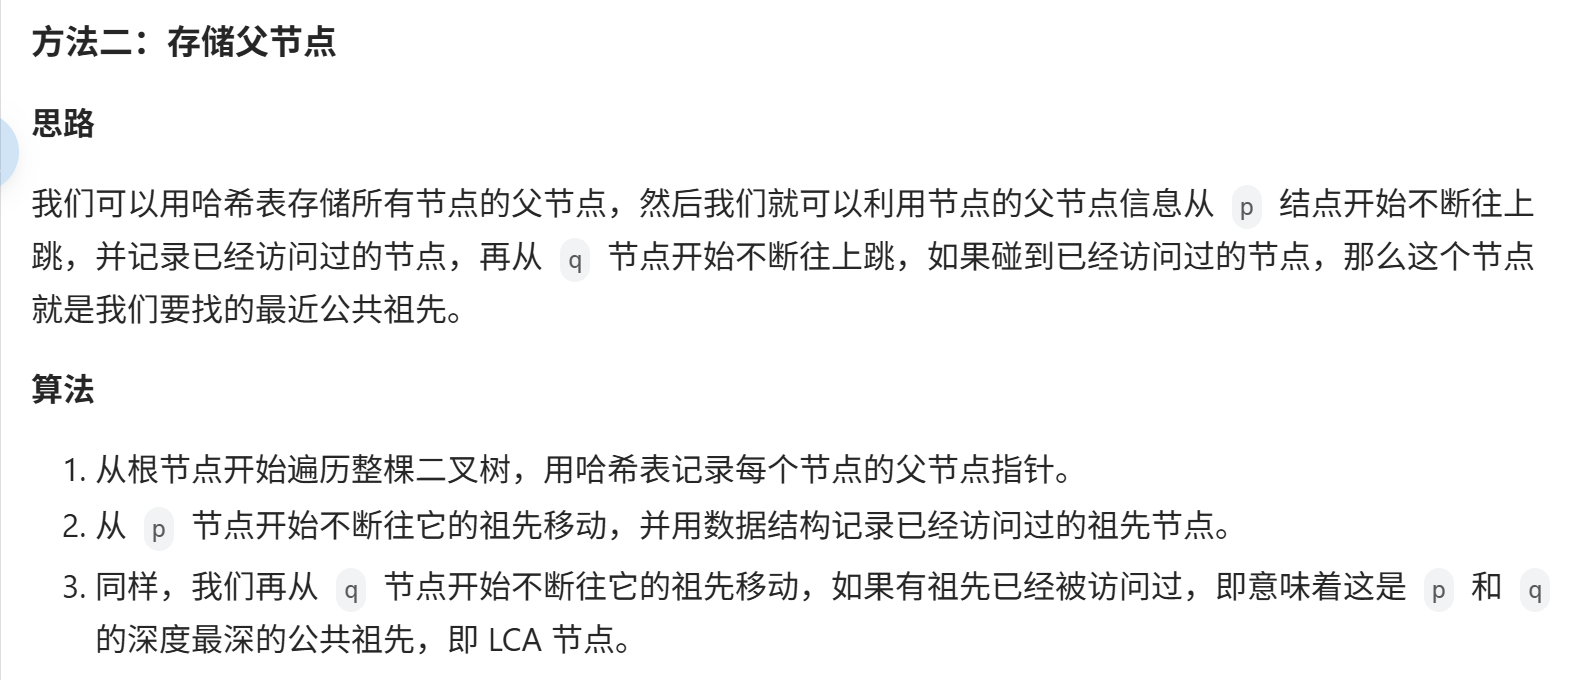 方法二：存储父节点
思路
我们可以用哈希表存储所有节点的父节点，然后我们就可以利用节点的父节点信息从 p 结点开始不断往上
跳，并记录已经访问过的节点，再从 q 节点开始不断往上跳，如果碰到已经访问过的节点，那么这个节点
就是我们要找的最近公共祖先。
算法
1. 从根节点开始遍历整棵二叉树，用哈希表记录每个节点的父节点指针。
2. 从 p 节点开始不断往它的祖先移动，并用数据结构记录已经访问过的祖先节点。
3. 同样，我们再从 q 节点开始不断往它的祖先移动，如果有祖先已经被访问过，即意味着这是 p 和 q
的深度最深的公共祖先，即 LCA 节点。